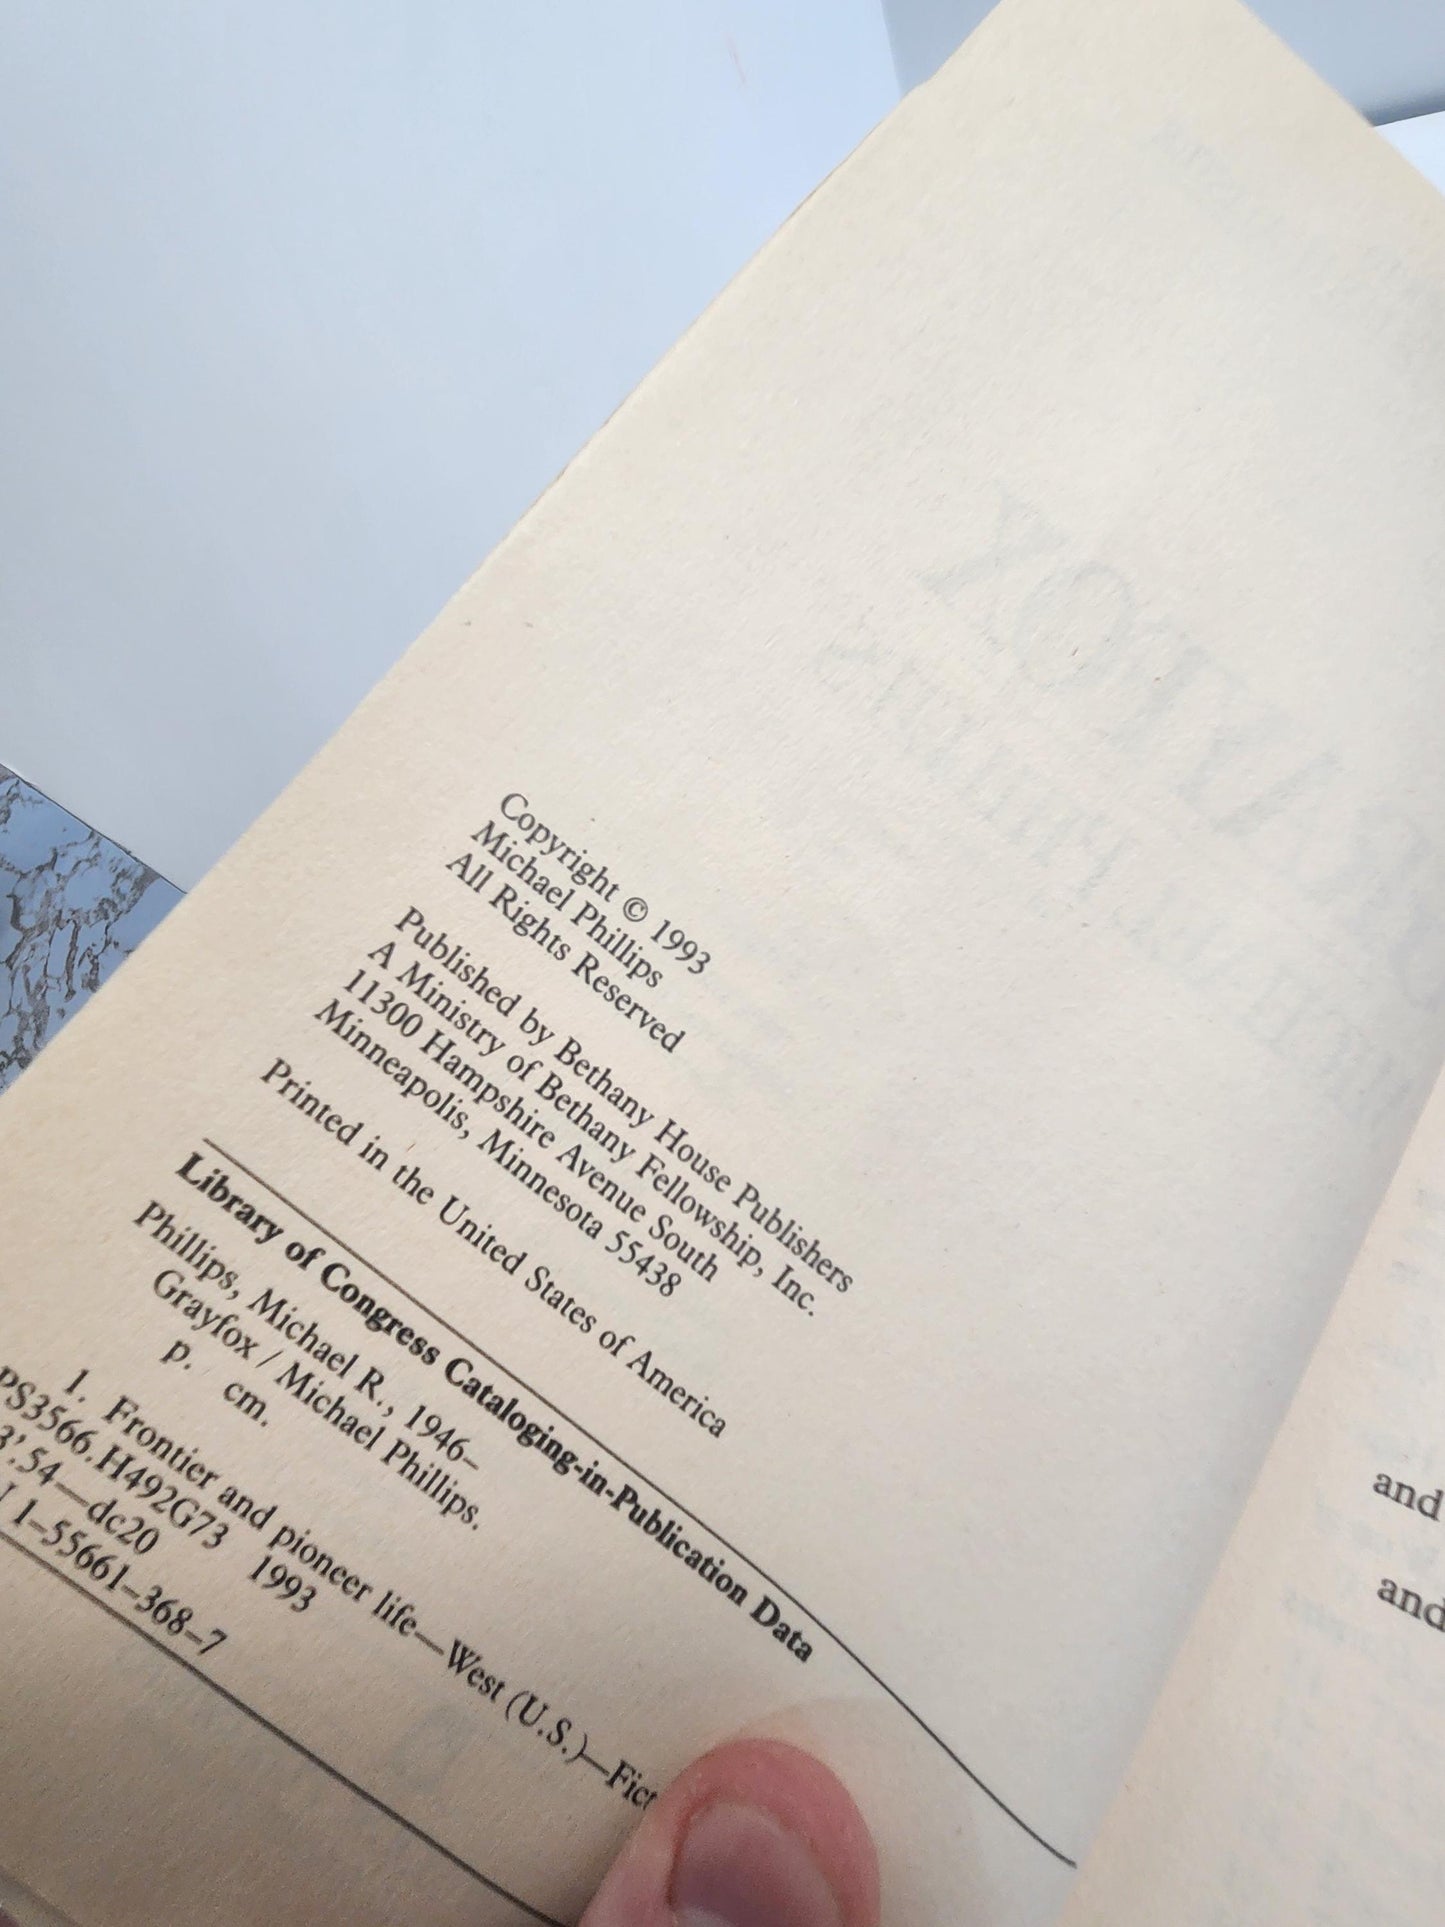 Copyright © 1993
Michael Phillips
All Rights Reserved
Published by Bethany House Publishers
A Ministry of Bethany Fellowship, Inc.
11300 Hampshire Avenue South
Minneapolis, Minnesota 55438
Printed in the United States of America
Library of Congress Cataloging-in-Publication Data
Phillips, Michael R., 1946–
Grayfox / Michael Phillips.
p. cm.
1. Frontier and pioneer life—West (U.S.)—Fict
PS3566.H492G73 1993
3'.54—dc20
1–55661–368–7
and
and